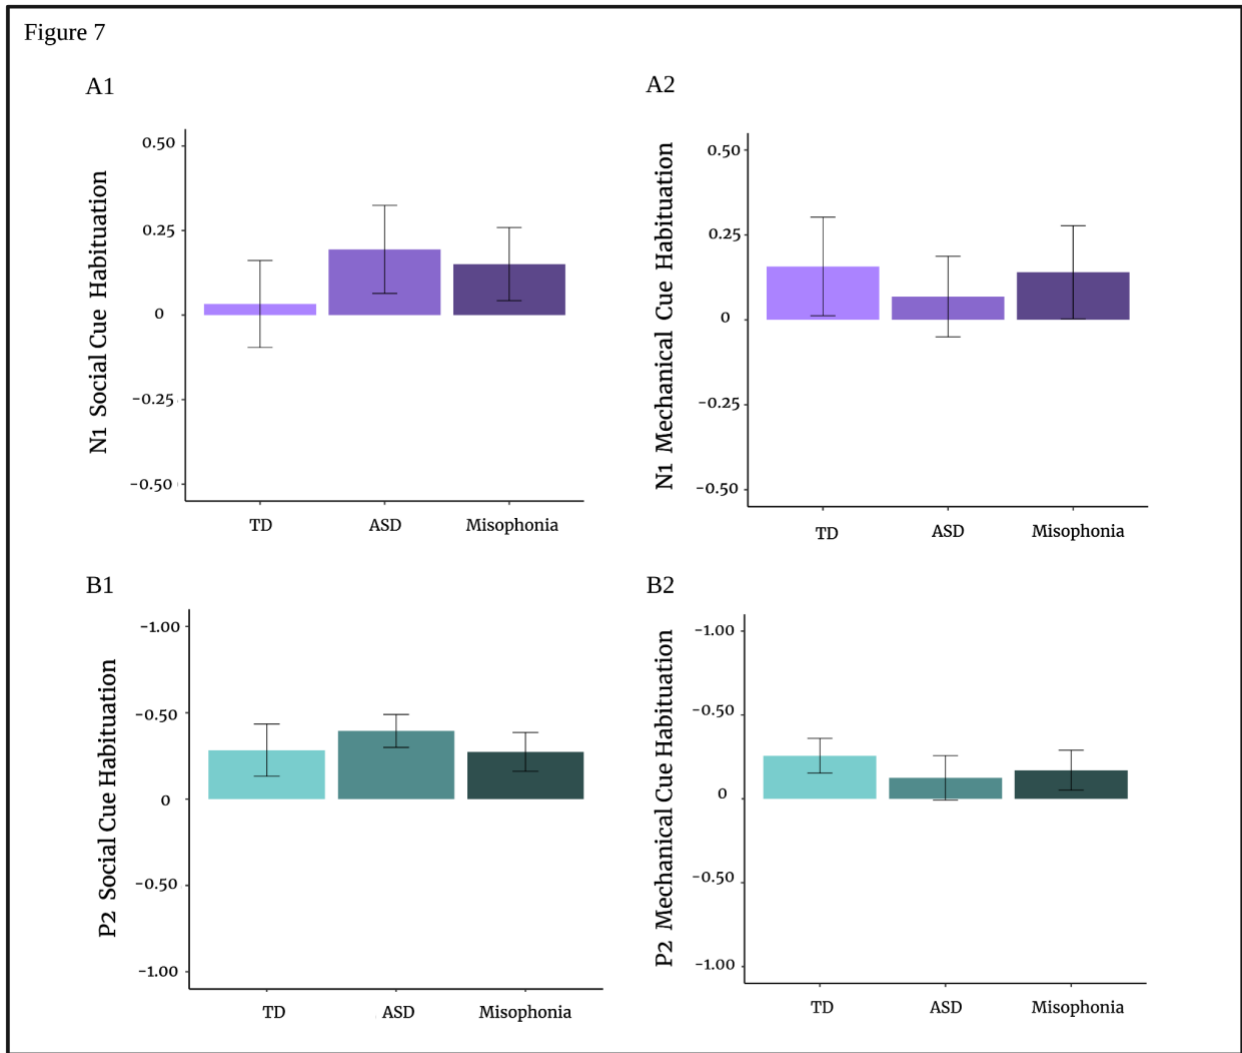 Figure 7
A1
N1 Social Cue Habituation
0.50
0.25
0
-0.25
-0.50
TD
ASD
Misophonia
A2
N1 Mechanical Cue Habituation
0.50
0.25
0
-0.25
-0.50
TD
ASD
Misophonia
B1
P2 Social Cue Habituation
-1.00
-0.50
0
-0.50
-1.00
TD
ASD
Misophonia
B2
P2 Mechanical Cue Habituation
-1.00
-0.50
0
-0.50
-1.00
TD
ASD
Misophonia